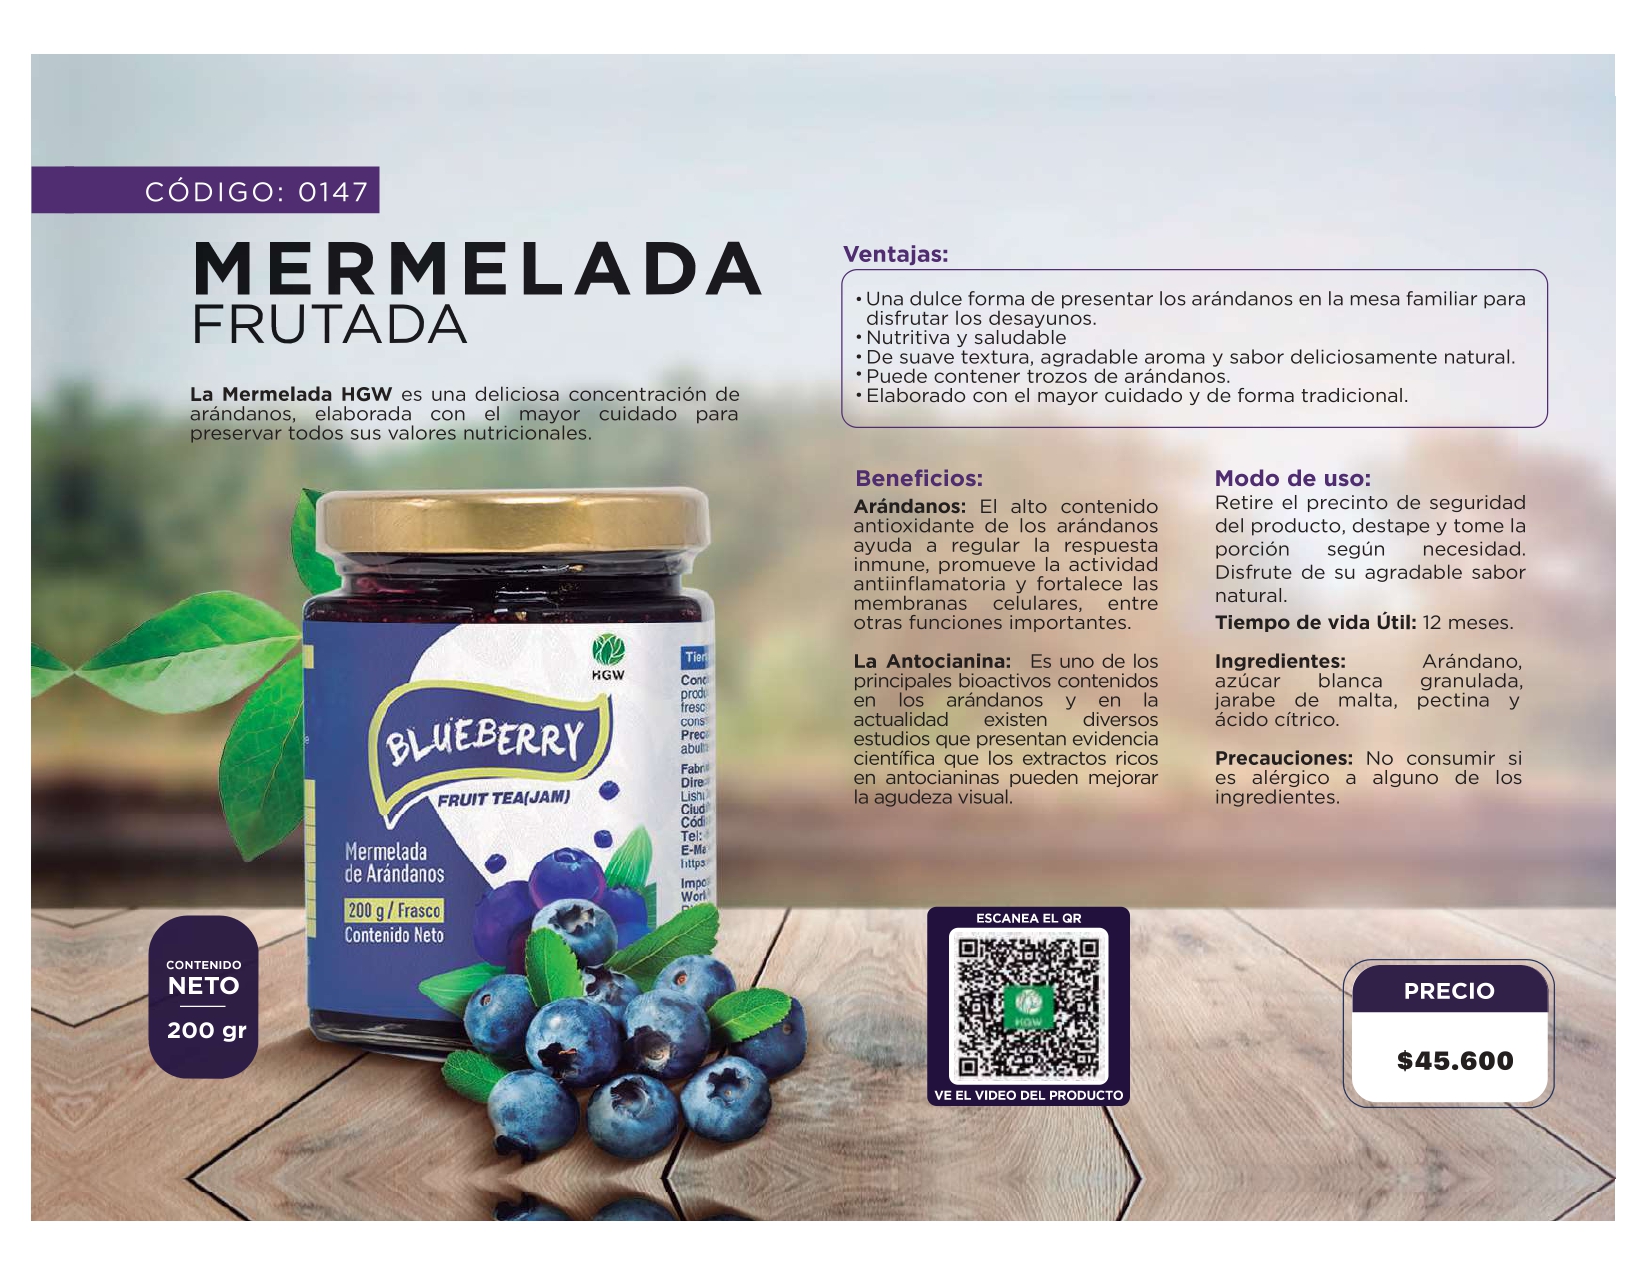 CÓDIGO: 0147
MERMELADA
FRUTADA
La Mermelada HGW es una deliciosa concentración de
arándanos, elaborada con el mayor cuidado para
preservar todos sus valores nutricionales.
Ventajas:
• Una dulce forma de presentar los arándanos en la mesa familiar para
disfrutar los desayunos.
• Nutritiva y saludable
• De suave textura, agradable aroma y sabor deliciosamente natural.
• Puede contener trozos de arándanos.
• Elaborado con el mayor cuidado y de forma tradicional.
Beneficios:
Arándanos: El alto contenido
antioxidante de los arándanos
ayuda a regular la respuesta
inmune, promueve la actividad
antiinflamatoria y fortalece las
membranas celulares, entre
otras funciones importantes.
La Antocianina: Es uno de los
principales bioactivos contenidos
en los arándanos y en la
actualidad existen diversos
estudios que presentan evidencia
científica que los extractos ricos
en antocianinas pueden mejorar
la agudeza visual.
Modo de uso:
Retire el precinto de seguridad
del producto, destape y tome la
porción según necesidad.
Disfrute de su agradable sabor
natural.
Tiempo de vida Útil: 12 meses.
Ingredientes: Arándano,
azúcar blanca granulada,
jarabe de malta, pectina y
ácido cítrico.
Precauciones: No consumir si
es alérgico a alguno de los
ingredientes.
HGW
BLUEBERRY
FRUIT TEA(JAM)
Mermelada
de Arándanos
200 g / Frasco
Contenido Neto
Tel:
CONTENIDO
NETO
200 gr
ESCANEA EL QR
HGW
VE EL VIDEO DEL PRODUCTO
PRECIO
$45.600